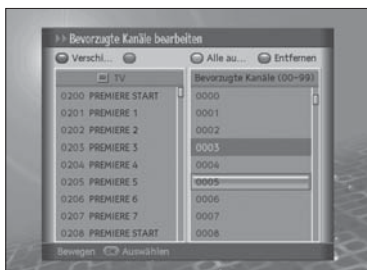 Bevorzugte Kanäle bearbeiten
Verschi... Alle au... Entfernen
TV
0200 PREMIERE START
0201 PREMIERE 1
0202 PREMIERE 2
0203 PREMIERE 3
0204 PREMIERE 4
0205 PREMIERE 5
0206 PREMIERE 6
0207 PREMIERE 7
0208 PREMIERE START
Bevorzugte Kanäle (00~99)
0000
0001
0002
0003
0004
0005
0006
0007
0008
Bewegen OK Auswählen